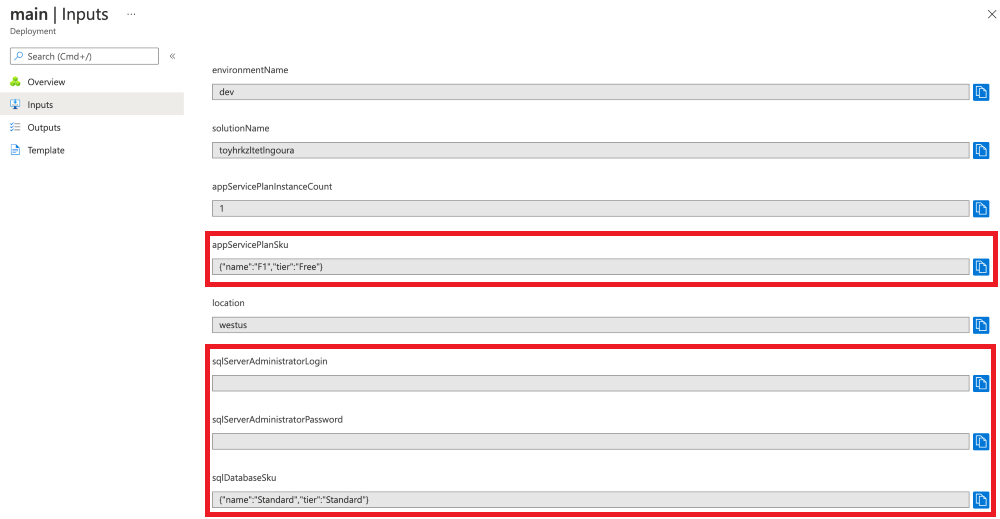 main | Inputs ...
Deployment
Search (Cmd+/)
«
Overview
Inputs
Outputs
Template
environmentName
dev
solutionName
toyhrkzltetlngoura
appServicePlanInstanceCount
1
appServicePlanSku
{"name":"F1","tier":"Free"}
location
westus
sqlServerAdministratorLogin
sqlServerAdministratorPassword
sqlDatabaseSku
{"name":"Standard","tier":"Standard"}